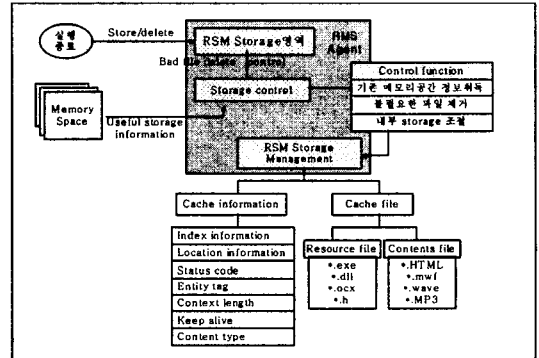 실행
종료
Store/delete
RSM Storage영역
RMS
Agent
Bad file delete control
Storage control
Memory
Space
Useful storage
information
Control function
기존 메모리공간 정보취득
불필요한 파일 제거
내부 storage 조절
RSM Storage
Management
Cache information
Cache file
Index information
Location information
Status code
Entity tag
Context length
Keep alive
Content type
Resource file
*.exe
*.dll
*.ocx
*.h
Contents file
*.HTML
*.mwf
*.wave
*.MP3